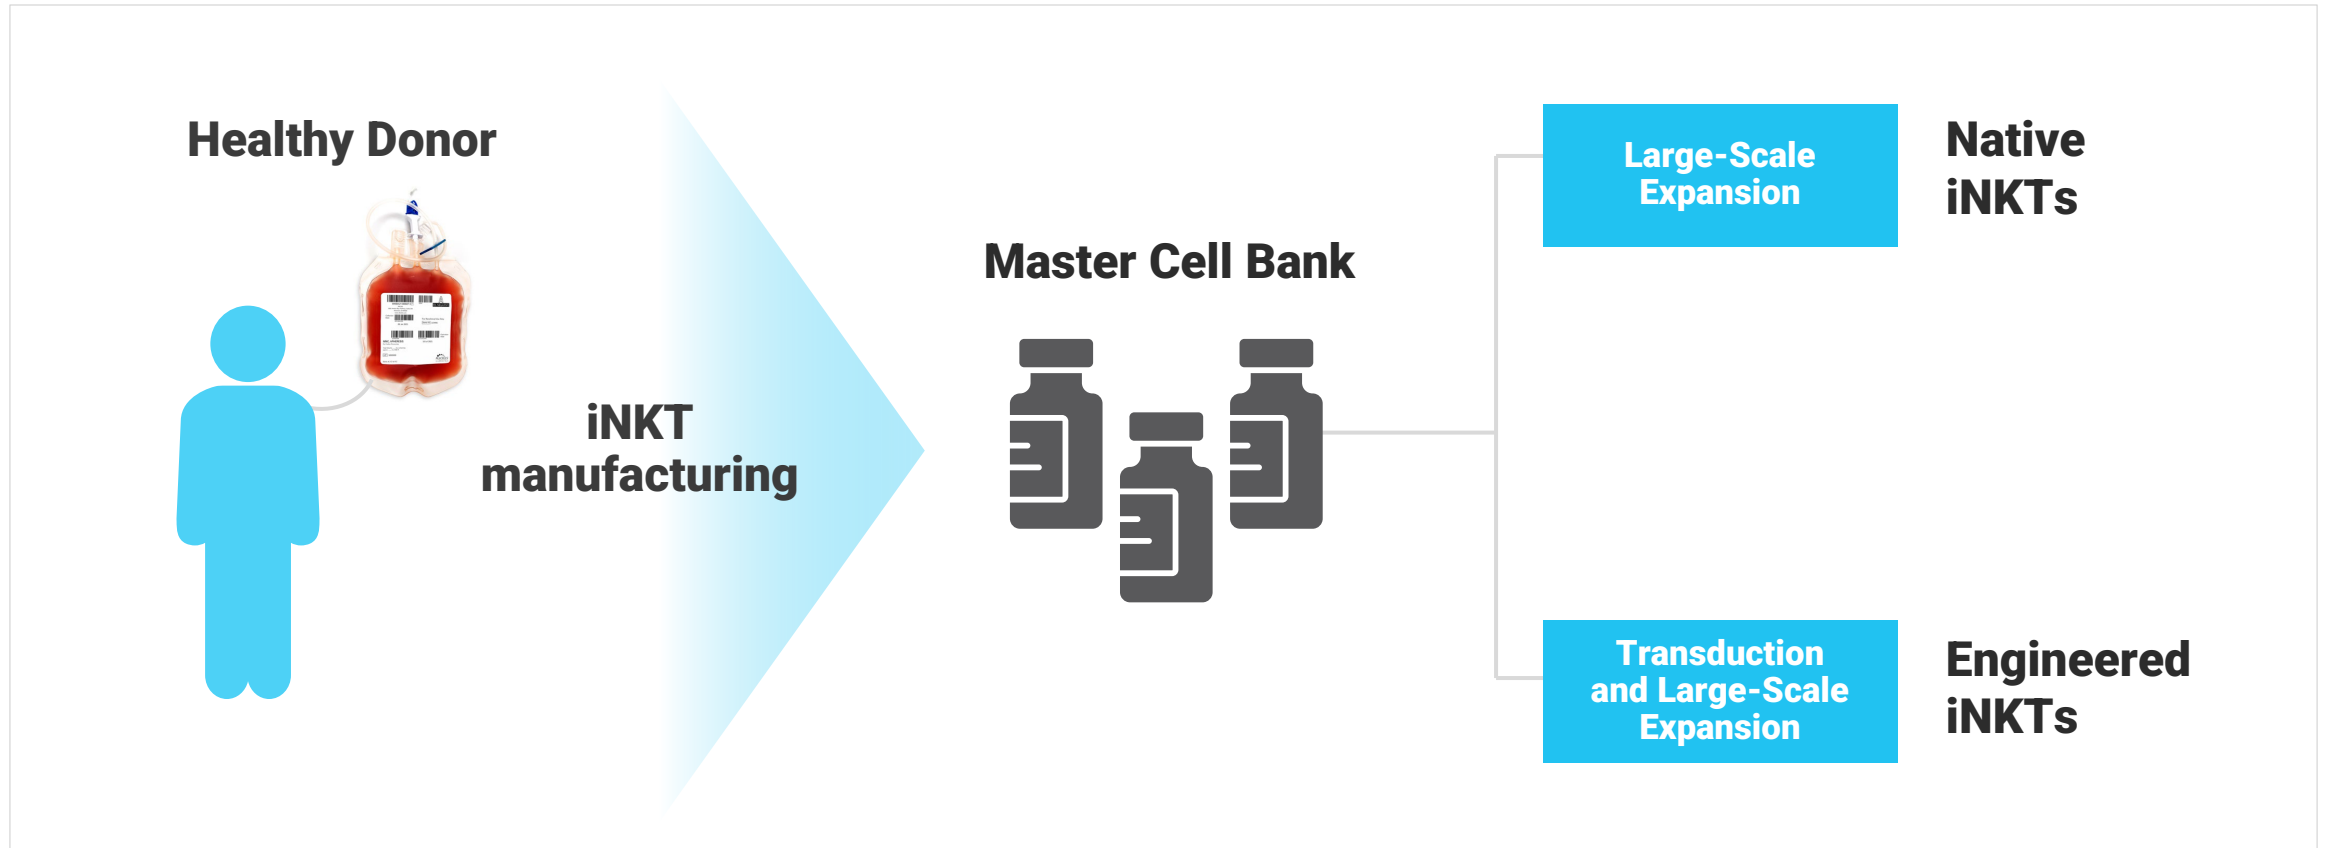 Healthy Donor
iNKT
manufacturing
Master Cell Bank
Large-Scale
Expansion
Native
iNKTs
Transduction
and Large-Scale
Expansion
Engineered
iNKTs